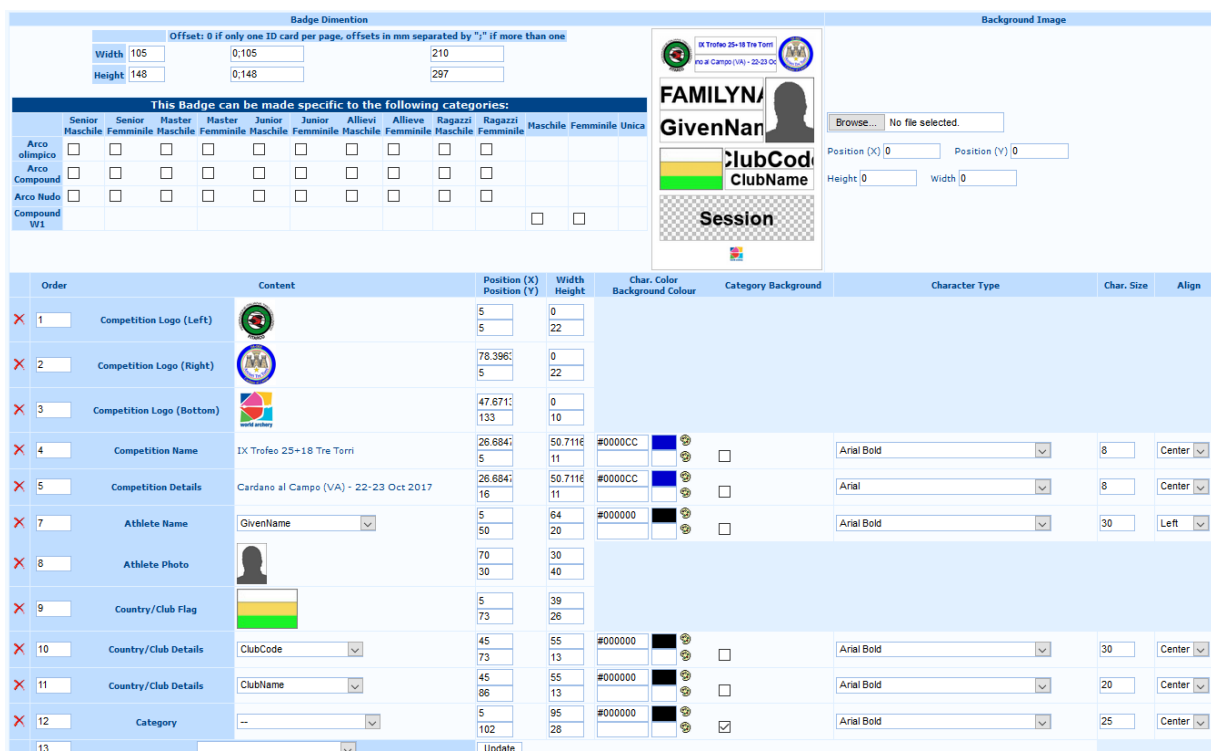 Badge Dimention
Background Image
Offset: 0 if only one ID card per page, offsets in mm separated by ";" if more than one
Width 105 0;105 210
Height 148 0;148 297
This Badge can be made specific to the following categories:
Senior Maschile Senior Femminile Master Maschile Master Femminile Junior Maschile Junior Femminile Allievi Maschile Allieve Femminile Ragazzi Maschile Ragazzi Femminile Maschile Femminile Unica
Arco olimpico
Arco Compound
Arco Nudo
Compound W1
IX Trofeo 25+18 Tre Torri
no al Campo (VA) - 22-23 Oc
FAMILYNA
GivenNan
ClubCod
ClubName
Session
Browse... No file selected.
Position (X) 0 Position (Y) 0
Height 0 Width 0
Order Content Position (X) Position (Y) Width Height Char. Color Background Colour Category Background Character Type Char. Size Align
1 Competition Logo (Left) 5 0
5 22
2 Competition Logo (Right) 78.396 0
5 22
3 Competition Logo (Bottom) world archery 47.671 0
133 10
4 Competition Name IX Trofeo 25+18 Tre Torri 26.684 50.7116 #0000CC Arial Bold 8 Center
5 11
5 Competition Details Cardano al Campo (VA) - 22-23 Oct 2017 26.684 50.7116 #0000CC Arial 8 Center
16 11
7 Athlete Name GivenName 5 64 #000000 Arial Bold 30 Left
50 20
8 Athlete Photo 70 30
30 40
9 Country/Club Flag 5 39
73 26
10 Country/Club Details ClubCode 45 55 #000000 Arial Bold 30 Center
73 13
11 Country/Club Details ClubName 45 55 #000000 Arial Bold 20 Center
86 13
12 Category -- 5 95 #000000 Arial Bold 25 Center
102 28
13 Update